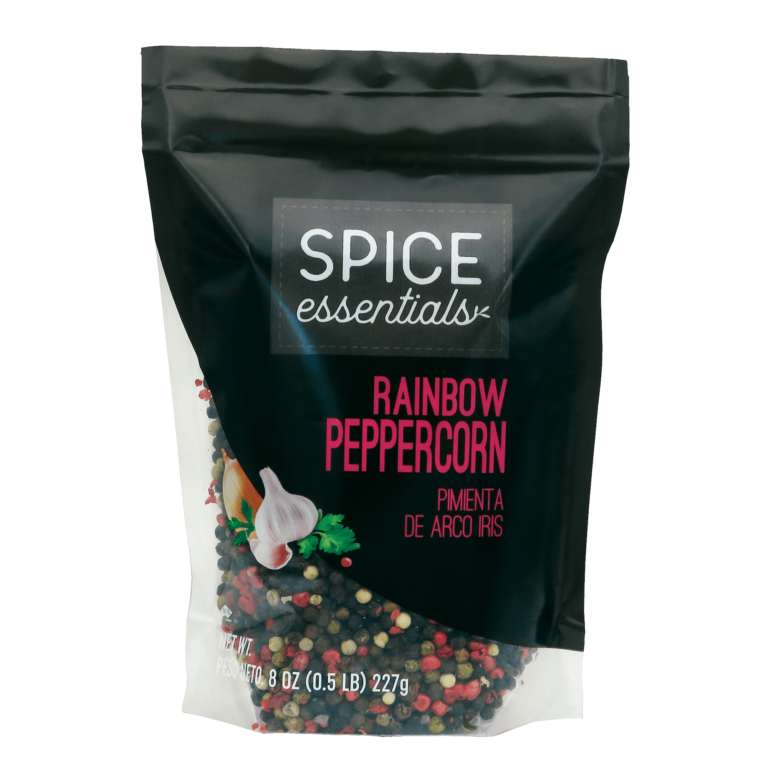 SPICE
essentials
RAINBOW
PEPPERCORN
PIMIENTA
DE ARCO IRIS
NET WT.
PESO NETO. 8 OZ (0.5 LB) 227g